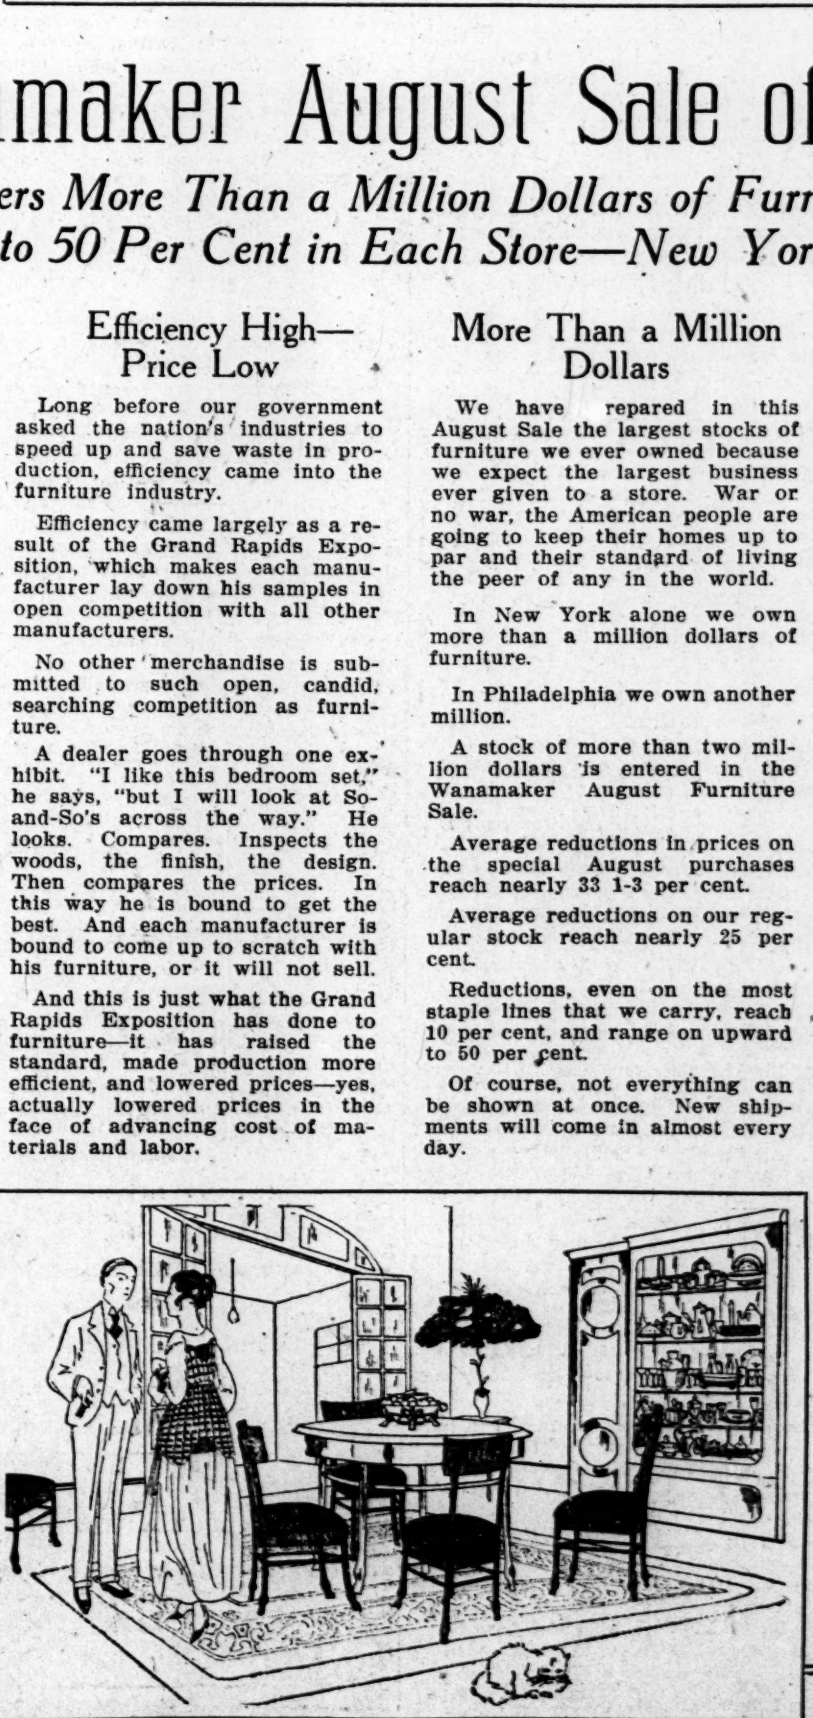 maker August Sale of
ers More Than a Million Dollars of Furn
to 50 Per Cent in Each Store—New Yor
Efficiency High—
Price Low
Long before our government
asked the nation's industries to
speed up and save waste in pro-
duction, efficiency came into the
furniture industry.
Efficiency came largely as a re-
sult of the Grand Rapids Expo-
sition, which makes each manu-
facturer lay down his samples in
open competition with all other
manufacturers.
No other merchandise is sub-
mitted to such open, candid,
searching competition as furni-
ture.
A dealer goes through one ex-
hibit. "I like this bedroom set,"
he says, "but I will look at So-
and-So's across the way." He
looks. Compares. Inspects the
woods, the finish, the design.
Then compares the prices. In
this way he is bound to get the
best. And each manufacturer is
bound to come up to scratch with
his furniture, or it will not sell.
And this is just what the Grand
Rapids Exposition has done to
furniture—it has raised the
standard, made production more
efficient, and lowered prices—yes,
actually lowered prices in the
face of advancing cost of ma-
terials and labor.
More Than a Million
Dollars
We have repared in this
August Sale the largest stocks of
furniture we ever owned because
we expect the largest business
ever given to a store. War or
no war, the American people are
going to keep their homes up to
par and their standard of living
the peer of any in the world.
In New York alone we own
more than a million dollars of
furniture.
In Philadelphia we own another
million.
A stock of more than two mil-
lion dollars is entered in the
Wanamaker August Furniture
Sale.
Average reductions in prices on
the special August purchases
reach nearly 33 1-3 per cent.
Average reductions on our reg-
ular stock reach nearly 25 per
cent.
Reductions, even on the most
staple lines that we carry, reach
10 per cent, and range on upward
to 50 per cent.
Of course, not everything can
be shown at once. New ship-
ments will come in almost every
day.